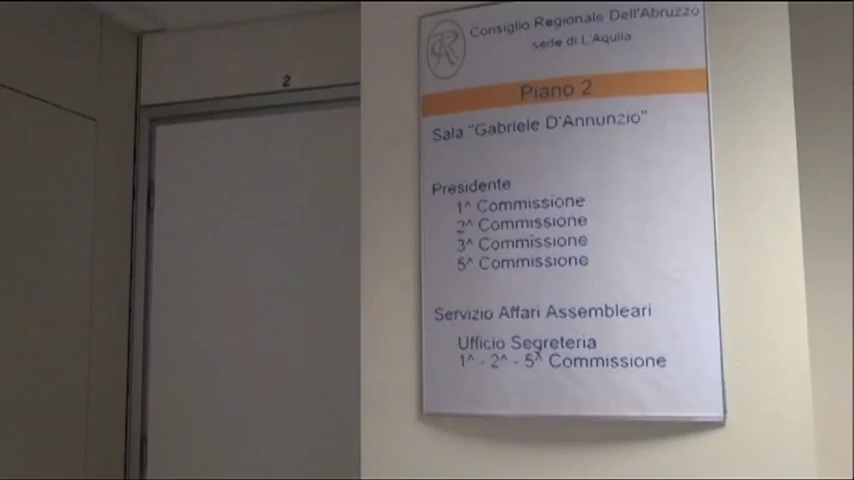 2
Consiglio Regionale Dell'Abruzzo
sede di L'Aquila
Piano 2
Sala "Gabriele D'Annunzio"
Presidente
1^ Commissione
2^ Commissione
3^ Commissione
5^ Commissione
Servizio Affari Assembleari
Ufficio Segreteria
1^ - 2^ - 5^ Commissione